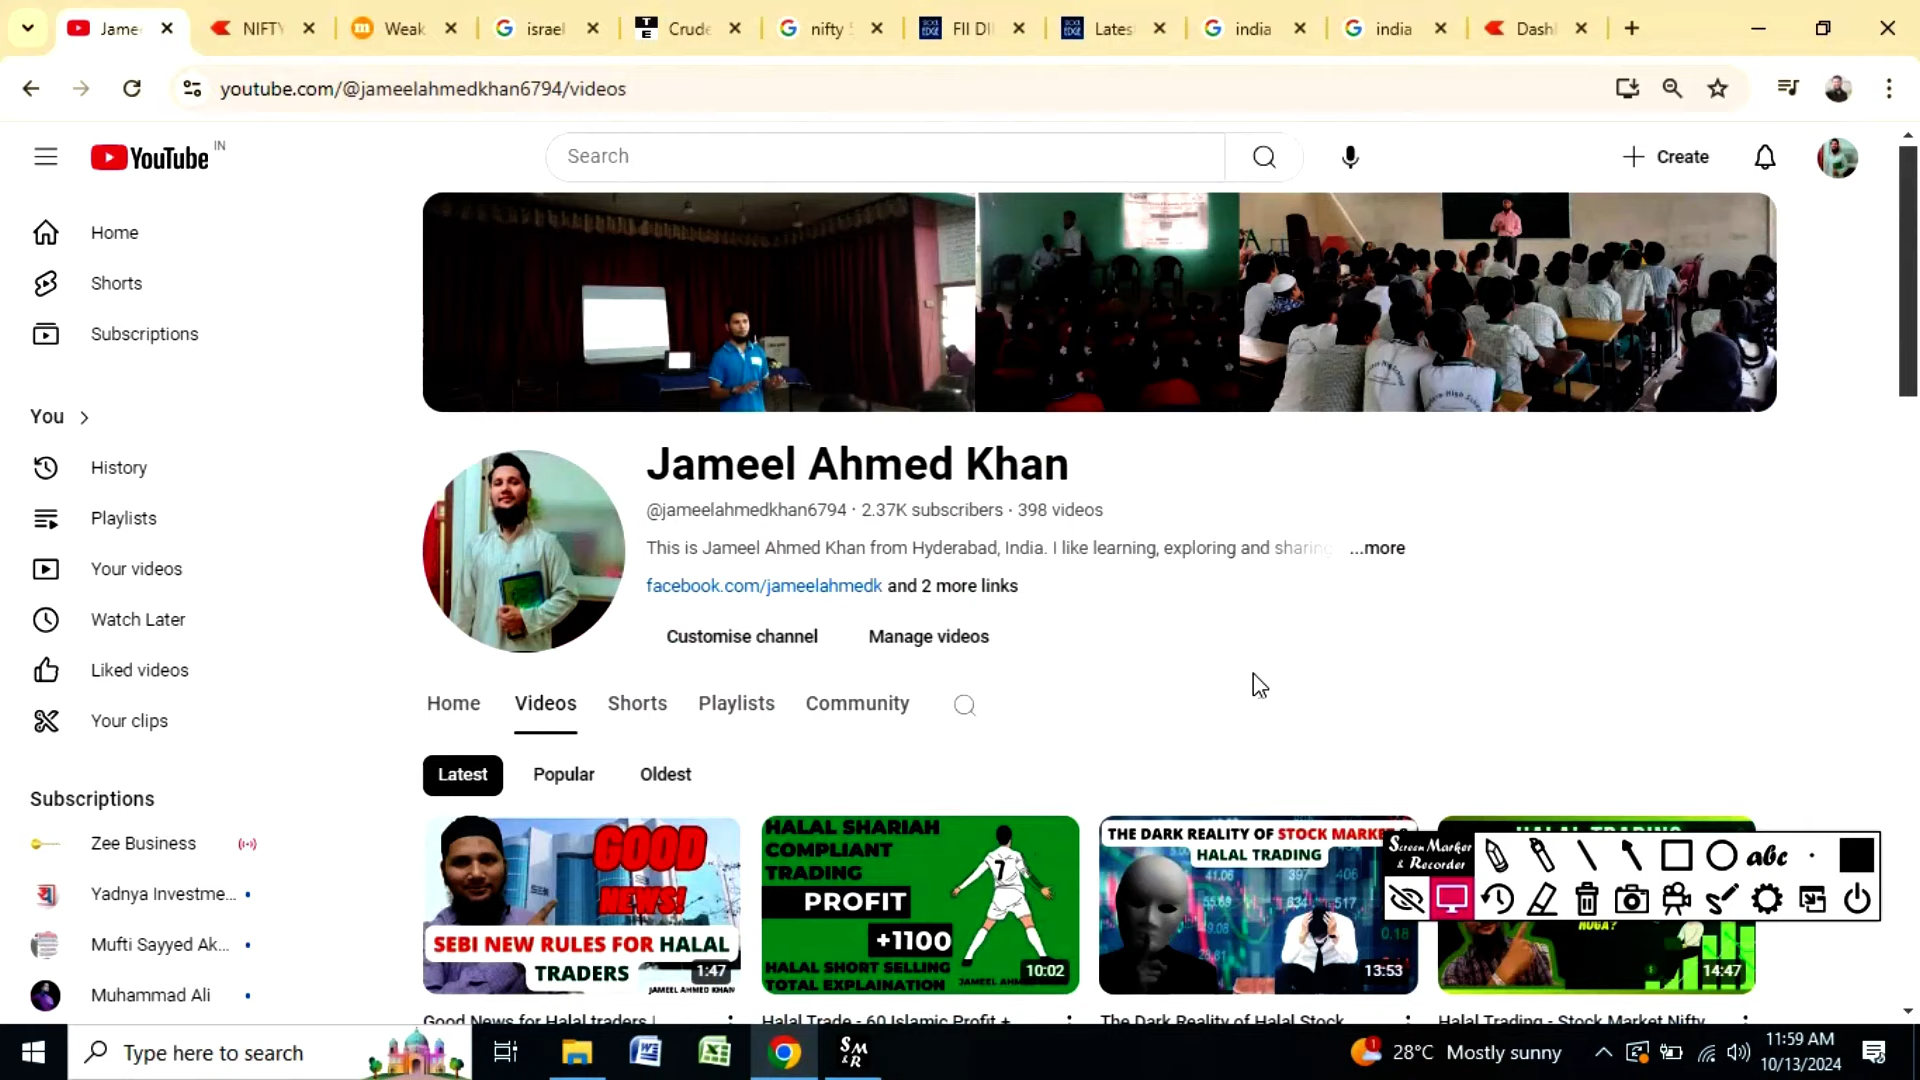 Jame
NIFTY
Weak
israel
Crude
nifty
FII DI
Lates
india
india
Dash
youtube.com/@jameelahmedkhan6794/videos
YouTube IN
Search
Create
Home
Shorts
Subscriptions
You
History
Playlists
Your videos
Watch Later
Liked videos
Your clips
Subscriptions
Zee Business
Yadnya Investme...
Mufti Sayyed Ak...
Muhammad Ali
Jameel Ahmed Khan
@jameelahmedkhan6794 · 2.37K subscribers · 398 videos
This is Jameel Ahmed Khan from Hyderabad, India. I like learning, exploring and sharing ...more
facebook.com/jameelahmedk and 2 more links
Customise channel Manage videos
Home Videos Shorts Playlists Community
Latest Popular Oldest
GOOD
NEWS!
SEBI NEW RULES FOR HALAL
TRADERS
1:47
JAMEEL AHMED KHAN
HALAL SHARIAH
COMPLIANT
TRADING
PROFIT
+1100
HALAL SHORT SELLING
TOTAL EXPLAINATION
7
10:02
THE DARK REALITY OF STOCK MARKET
HALAL TRADING
13:53
HALAL TRADING
HOGA?
14:47
Screen Marker
& Recorder
abc
Good News for Halal traders |
Halal Trade - 60 Islamic Profit +
The Dark Reality of Halal Stock
Halal Trading - Stock Market Nifty
Type here to search
28°C Mostly sunny
11:59 AM
10/13/2024